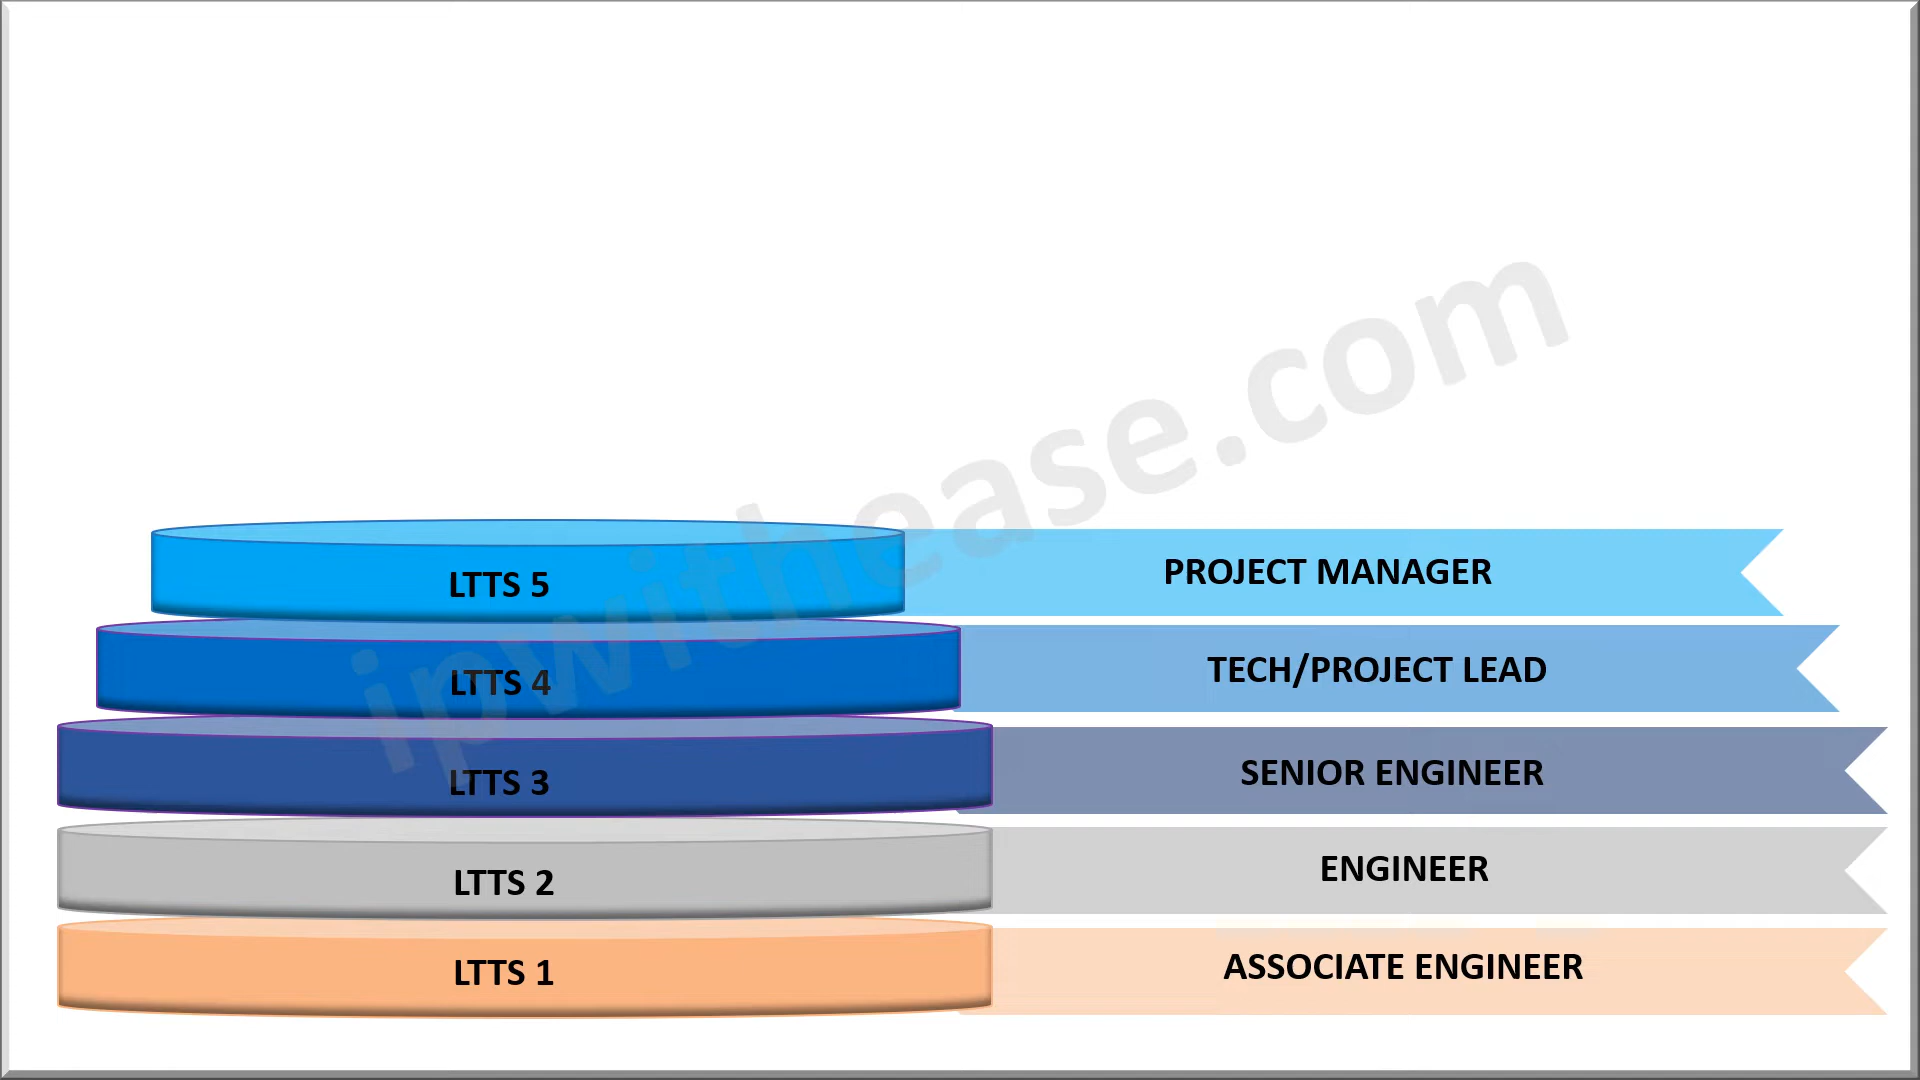 ipwithease.com
LTTS 5 PROJECT MANAGER
LTTS 4 TECH/PROJECT LEAD
LTTS 3 SENIOR ENGINEER
LTTS 2 ENGINEER
LTTS 1 ASSOCIATE ENGINEER